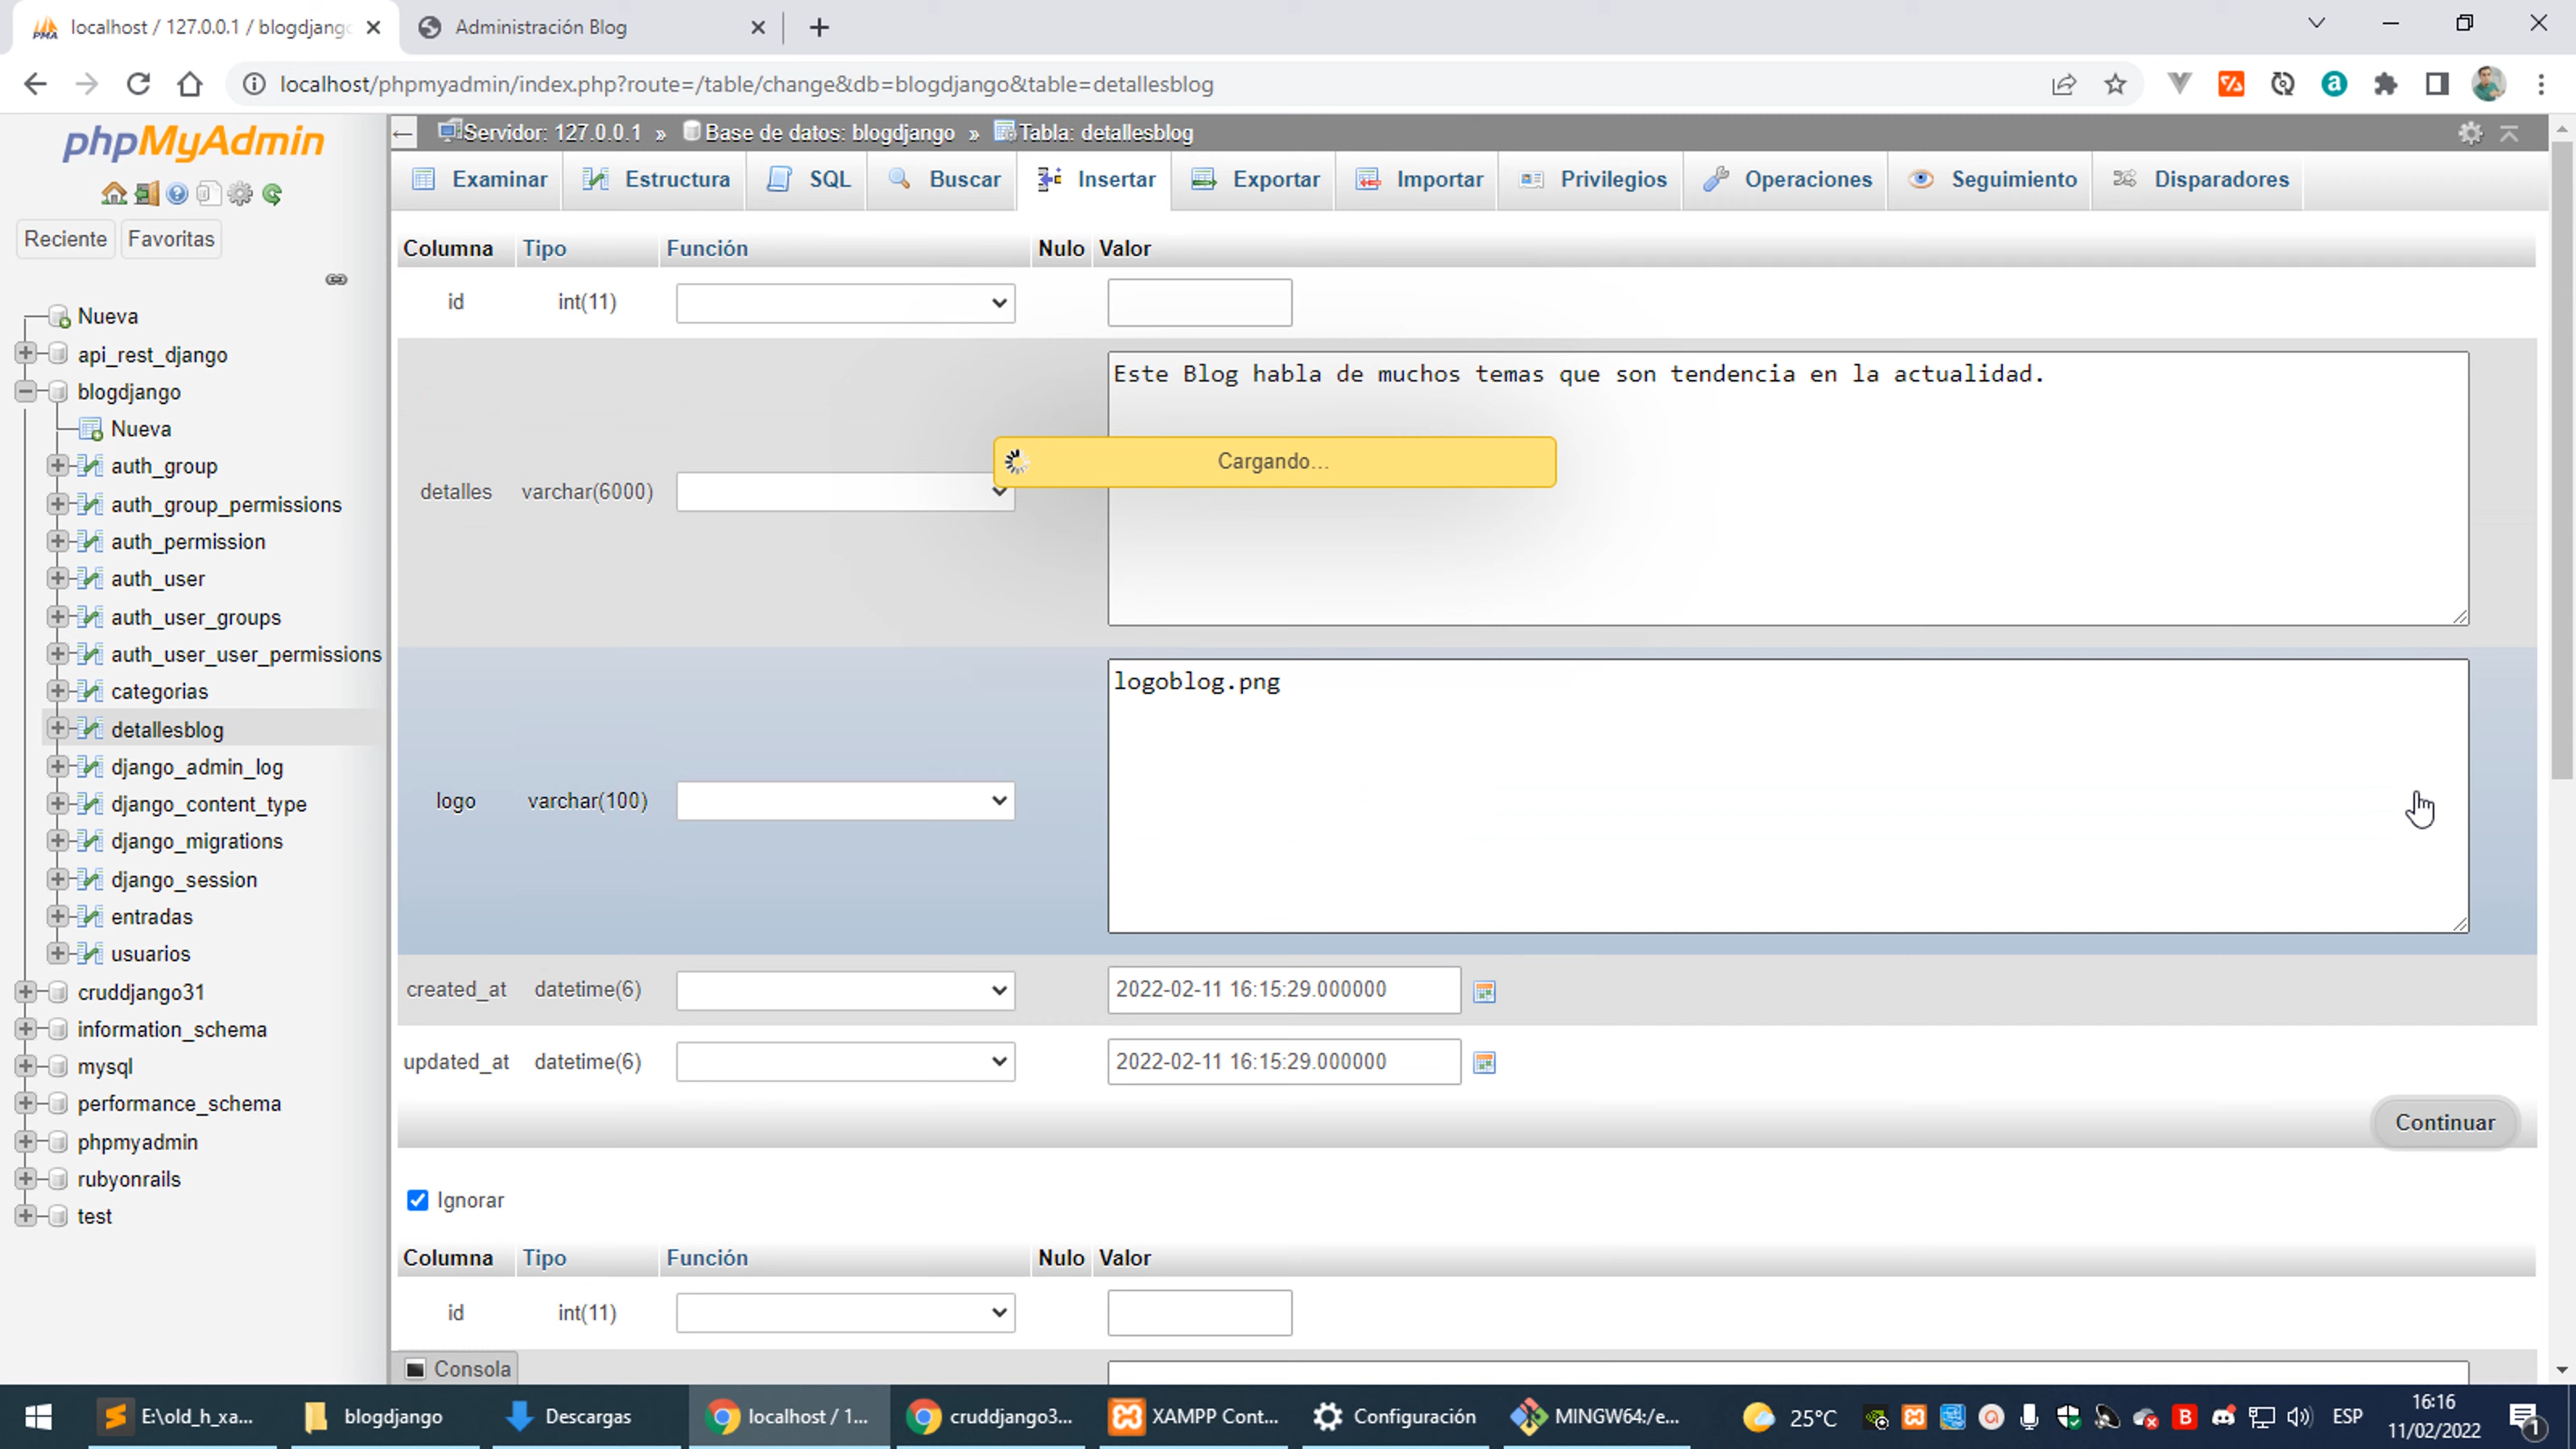 localhost / 127.0.0.1 / blogdjango
Administración Blog
localhost/phpmyadmin/index.php?route=/table/change&db=blogdjango&table=detallesblog
phpMyAdmin
Servidor: 127.0.0.1 » Base de datos: blogdjango » Tabla: detallesblog
Examinar Estructura SQL Buscar Insertar Exportar Importar Privilegios Operaciones Seguimiento Disparadores
Reciente Favoritas
Nueva
api_rest_django
blogdjango
Nueva
auth_group
auth_group_permissions
auth_permission
auth_user
auth_user_groups
auth_user_user_permissions
categorias
detallesblog
django_admin_log
django_content_type
django_migrations
django_session
entradas
usuarios
cruddjango31
information_schema
mysql
performance_schema
phpmyadmin
rubyonrails
test
Columna Tipo Función Nulo Valor
id int(11)
detalles varchar(6000) Este Blog habla de muchos temas que son tendencia en la actualidad.
Cargando...
logo varchar(100) logoblog.png
created_at datetime(6) 2022-02-11 16:15:29.000000
updated_at datetime(6) 2022-02-11 16:15:29.000000
Continuar
Ignorar
Columna Tipo Función Nulo Valor
id int(11)
Consola
E:\old_h_xa... blogdjango Descargas localhost / 1... cruddjango3... XAMPP Cont... Configuración MINGW64:/e... 25°C ESP
16:16
11/02/2022
1